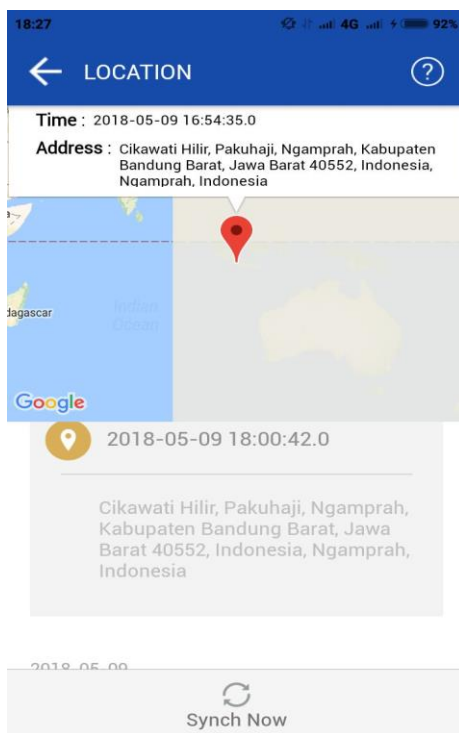 18:27 4G 92%
LOCATION ?
Time : 2018-05-09 16:54:35.0
Address : Cikawati Hilir, Pakuhaji, Ngamprah, Kabupaten
Bandung Barat, Jawa Barat 40552, Indonesia,
Ngamprah, Indonesia
dagascar
Indian
Ocean
Google
2018-05-09 18:00:42.0
Cikawati Hilir, Pakuhaji, Ngamprah,
Kabupaten Bandung Barat, Jawa
Barat 40552, Indonesia, Ngamprah,
Indonesia
2018-05-09
Synch Now